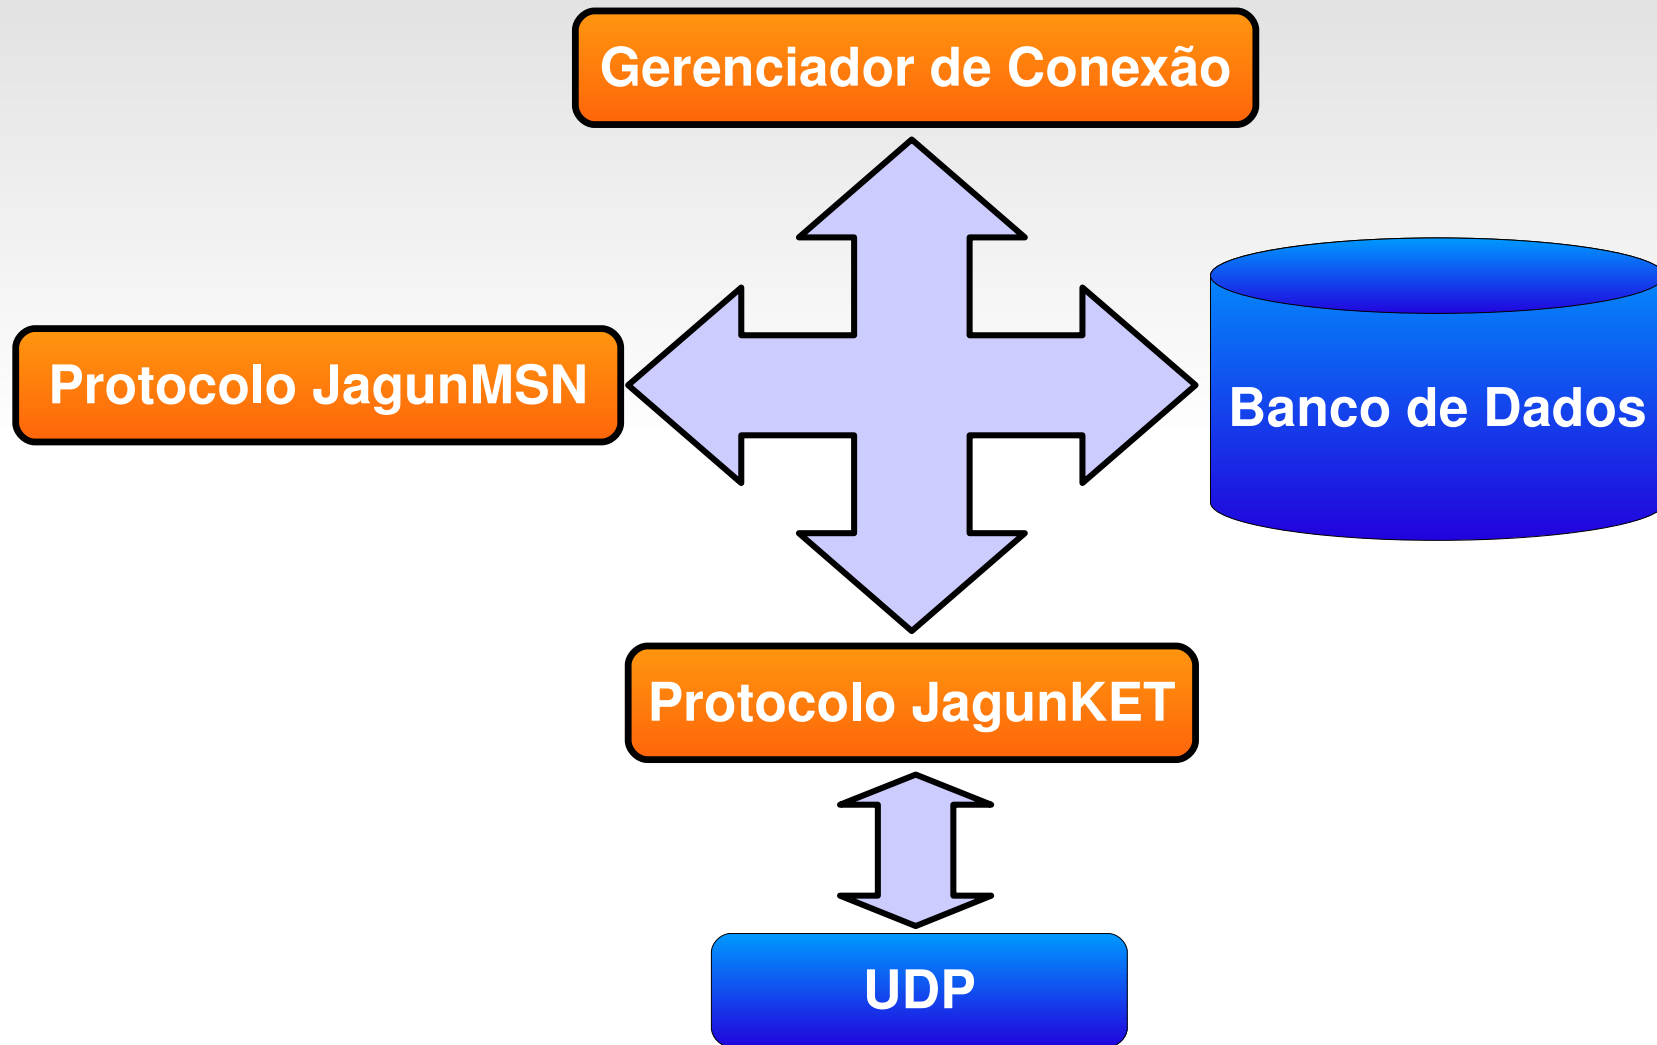 Gerenciador de Conexão
Protocolo JagunMSN
Banco de Dados
Protocolo JagunKET
UDP